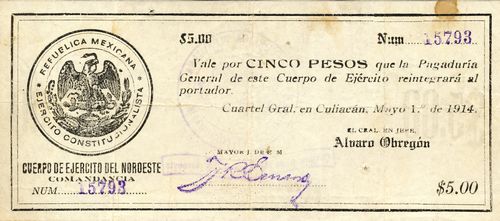 REPUBLICA MEXICANA
EJERCITO CONSTITUCIONALISTA
CUERPO DE EJERCITO DEL NOROESTE
COMANDANCIA
NUM. 15793
$5.00 Num 15793
Vale por CINCO PESOS que la Pagaduría
General de este Cuerpo de Ejército reintegrará al
portador.
Cuartel Gral. en Culiacán, Mayo 1.º de 1914.
EL GRAL. EN JEFE,
Alvaro Obregón
MAYOR J. DE E M
$5.00